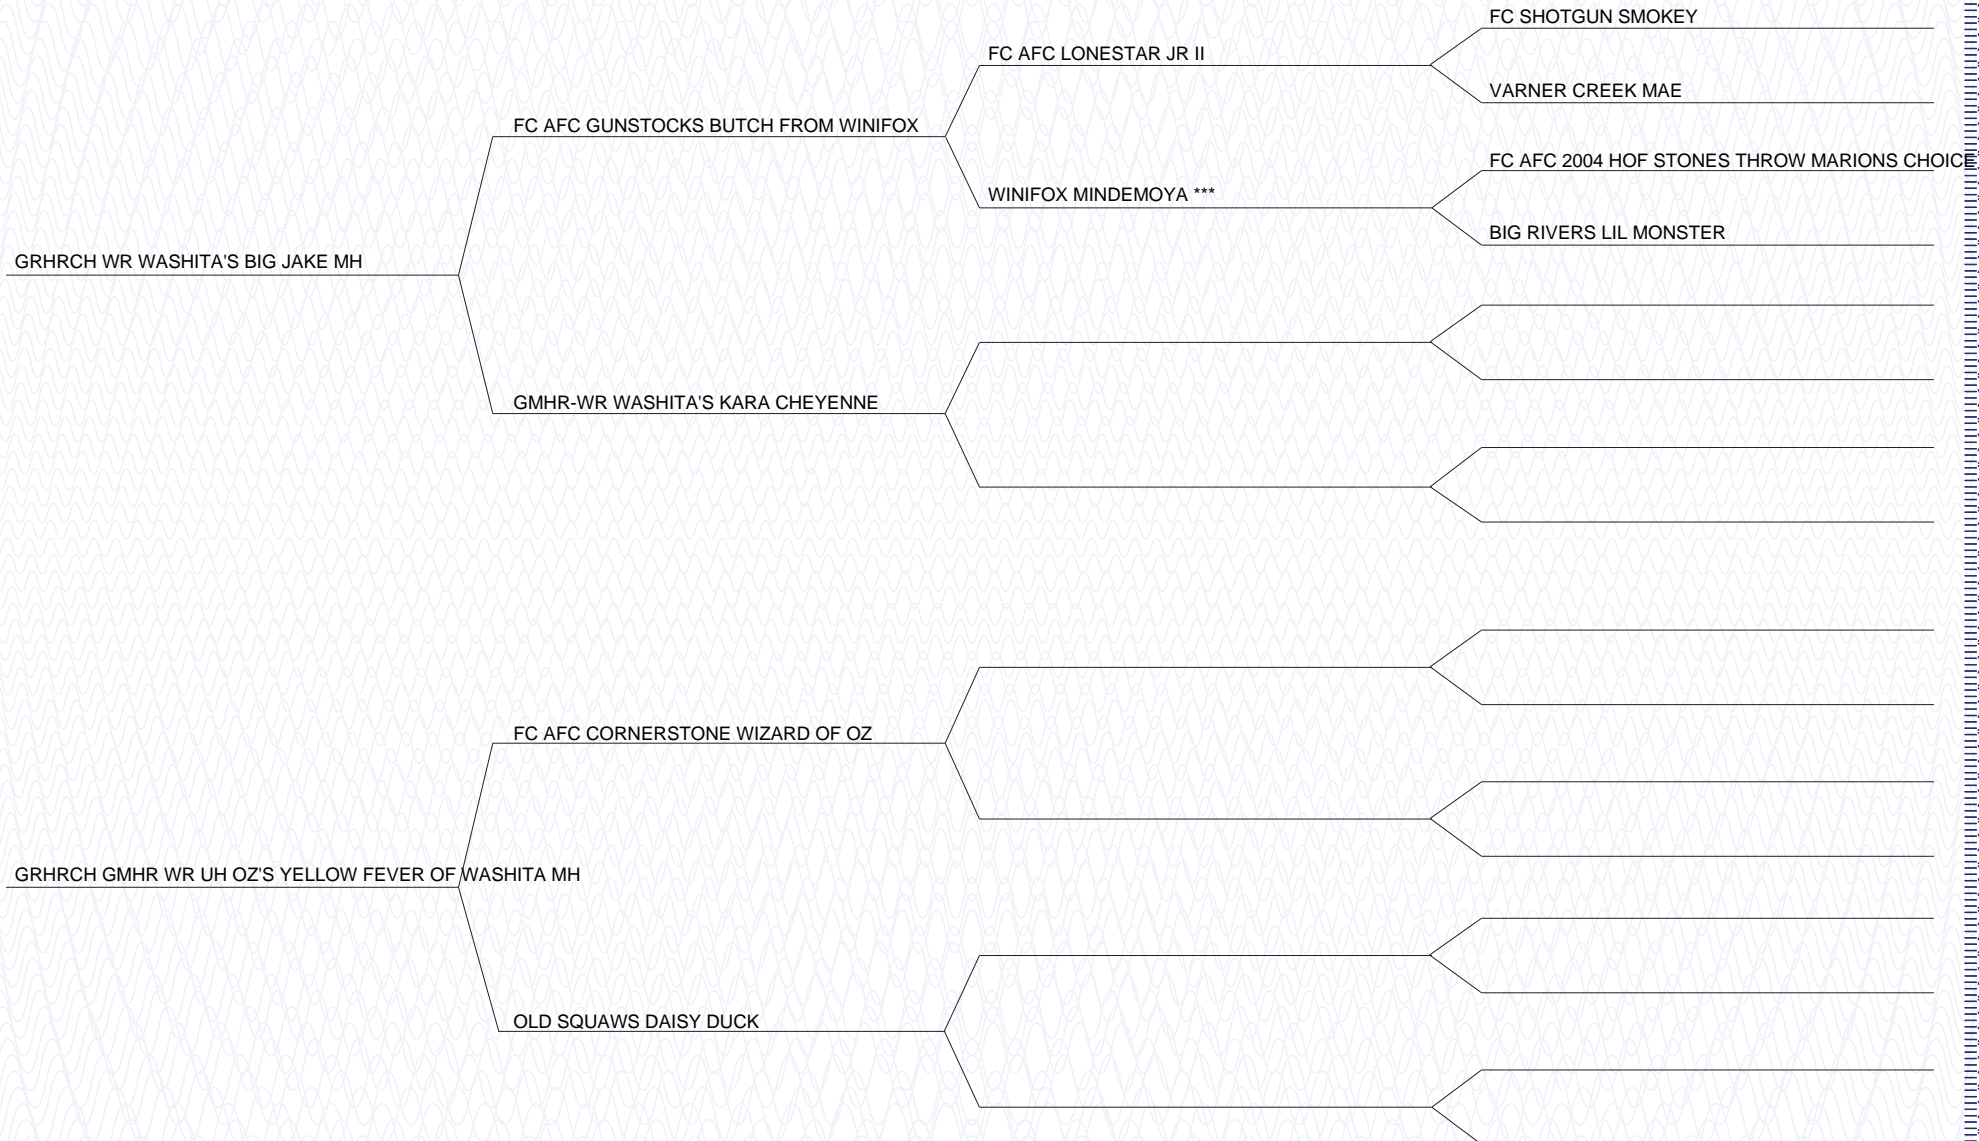 FC SHOTGUN SMOKEY
FC AFC LONESTAR JR II
VARNER CREEK MAE
FC AFC GUNSTOCKS BUTCH FROM WINIFOX
FC AFC 2004 HOF STONES THROW MARIONS CHOICE
WINIFOX MINDEMOYA ***
BIG RIVERS LIL MONSTER
GRHRCH WR WASHITA'S BIG JAKE MH
GMHR-WR WASHITA'S KARA CHEYENNE
FC AFC CORNERSTONE WIZARD OF OZ
GRHRCH GMHR WR UH OZ'S YELLOW FEVER OF WASHITA MH
OLD SQUAWS DAISY DUCK